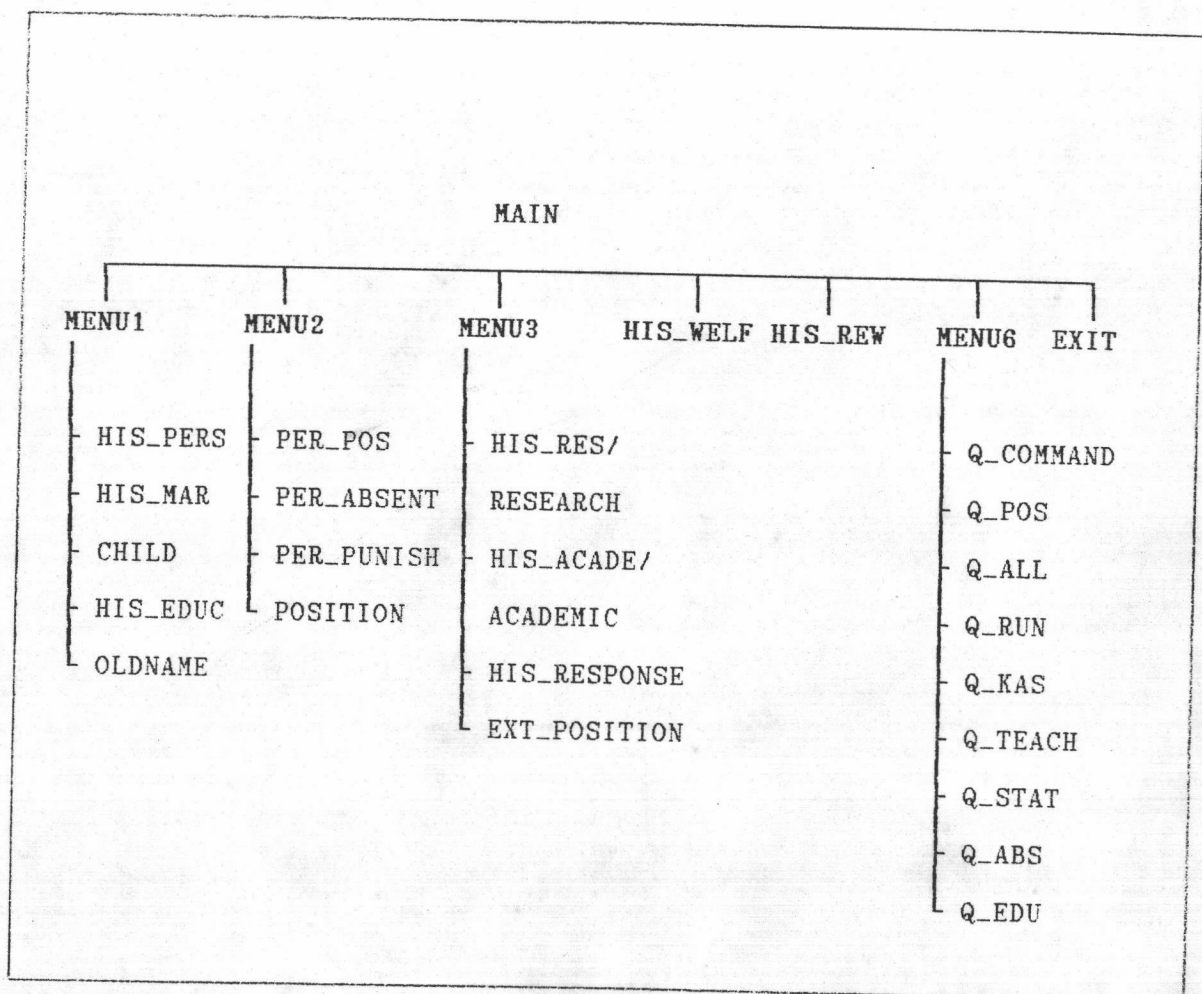 MAIN
MENU1 MENU2 MENU3 HIS_WELF HIS_REW MENU6 EXIT
HIS_PERS
HIS_MAR
CHILD
HIS_EDUC
OLDNAME
PER_POS
PER_ABSENT
PER_PUNISH
POSITION
HIS_RES/
RESEARCH
HIS_ACADE/
ACADEMIC
HIS_RESPONSE
EXT_POSITION
Q_COMMAND
Q_POS
Q_ALL
Q_RUN
Q_KAS
Q_TEACH
Q_STAT
Q_ABS
Q_EDU